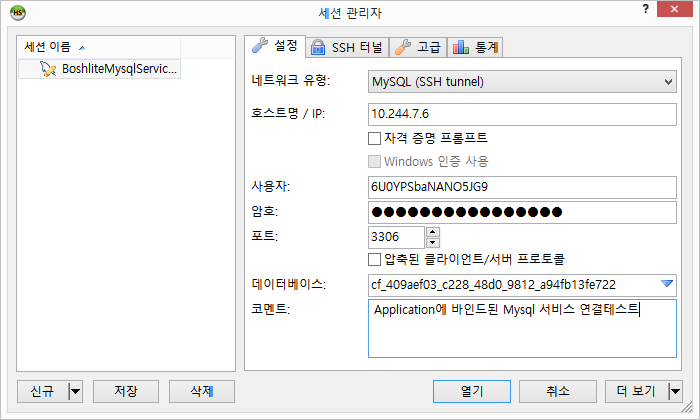 HS
세션 관리자
?
세션 이름
BoshliteMysqlServic...
설정
SSH 터널
고급
통계
네트워크 유형:
MySQL (SSH tunnel)
호스트명 / IP:
10.244.7.6
자격 증명 프롬프트
Windows 인증 사용
사용자:
6U0YPSbaNANO5JG9
암호:
●●●●●●●●●●●●●●●●
포트:
3306
압축된 클라이언트/서버 프로토콜
데이터베이스:
cf_409aef03_c228_48d0_9812_a94fb13fe722
코멘트:
Application에 바인드된 Mysql 서비스 연결테스트
신규
저장
삭제
열기
취소
더 보기